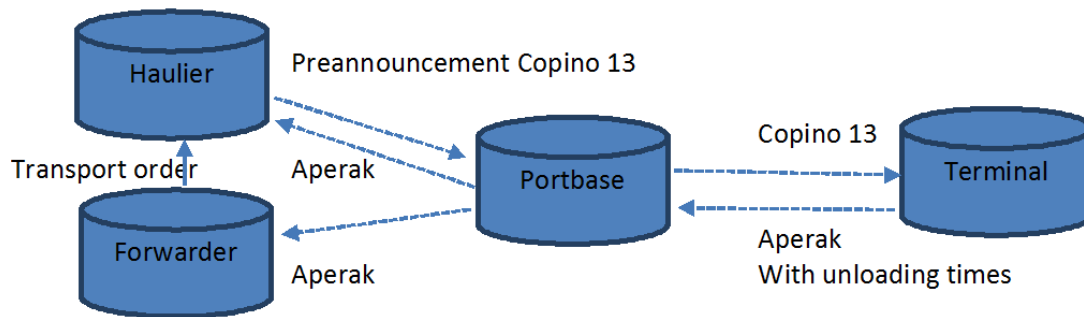 Haulier
Preannouncement Copino 13
Copino 13
Transport order
Aperak
Portbase
Terminal
Forwarder
Aperak
Aperak
With unloading times